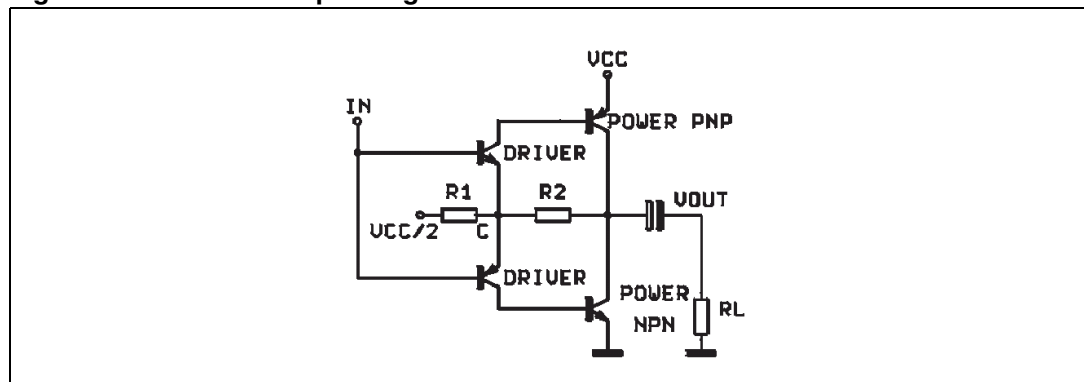 VCC
IN
POWER PNP
DRIVER
R1
R2
VOUT
VCC/2
C
DRIVER
POWER
NPN
RL